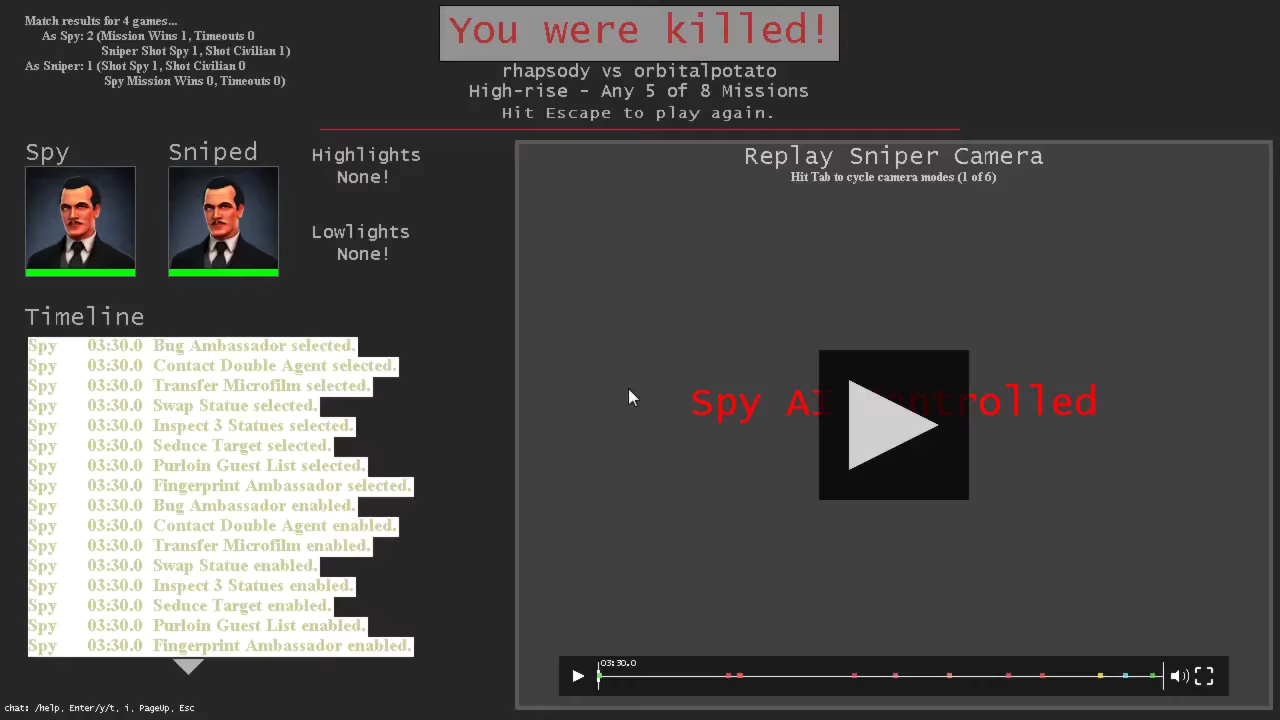 Match results for 4 games...
As Spy: 2 (Mission Wins 1, Timeouts 0
Sniper Shot Spy 1, Shot Civilian 1)
As Sniper: 1 (Shot Spy 1, Shot Civilian 0
Spy Mission Wins 0, Timeouts 0)
You were killed!
rhapsody vs orbitalpotato
High-rise - Any 5 of 8 Missions
Hit Escape to play again.
Spy
Sniped
Highlights
None!
Lowlights
None!
Timeline
Spy 03:30.0 Bug Ambassador selected.
Spy 03:30.0 Contact Double Agent selected.
Spy 03:30.0 Transfer Microfilm selected.
Spy 03:30.0 Swap Statue selected.
Spy 03:30.0 Inspect 3 Statues selected.
Spy 03:30.0 Seduce Target selected.
Spy 03:30.0 Purloin Guest List selected.
Spy 03:30.0 Fingerprint Ambassador selected.
Spy 03:30.0 Bug Ambassador enabled.
Spy 03:30.0 Contact Double Agent enabled.
Spy 03:30.0 Transfer Microfilm enabled.
Spy 03:30.0 Swap Statue enabled.
Spy 03:30.0 Inspect 3 Statues enabled.
Spy 03:30.0 Seduce Target enabled.
Spy 03:30.0 Purloin Guest List enabled.
Spy 03:30.0 Fingerprint Ambassador enabled.
Replay Sniper Camera
Hit Tab to cycle camera modes (1 of 6)
Spy AI Controlled
03:30.0
chat: /help, Enter/y/t, i, PageUp, Esc